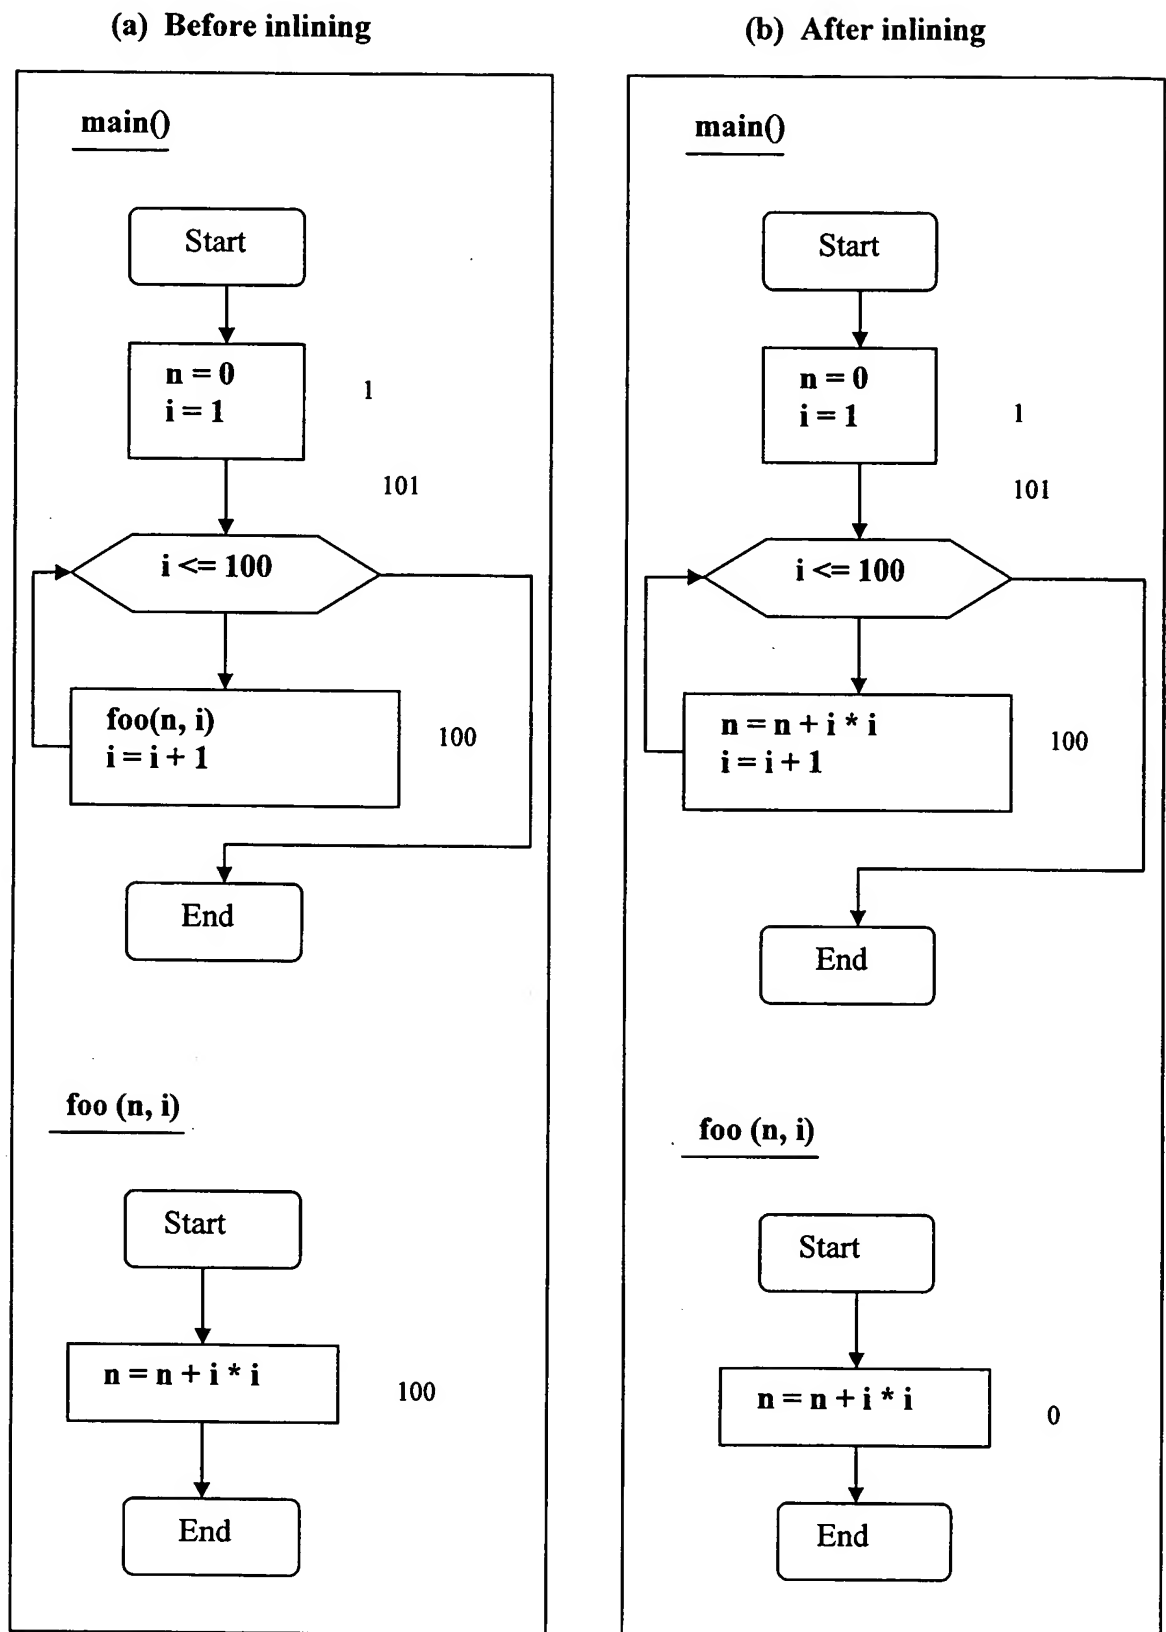 (a) Before inlining
main()
Start
n = 0
i = 1
1
101
i <= 100
foo(n, i)
i = i + 1
100
End
foo (n, i)
Start
n = n + i * i
100
End
(b) After inlining
main()
Start
n = 0
i = 1
1
101
i <= 100
n = n + i * i
i = i + 1
100
End
foo (n, i)
Start
n = n + i * i
0
End